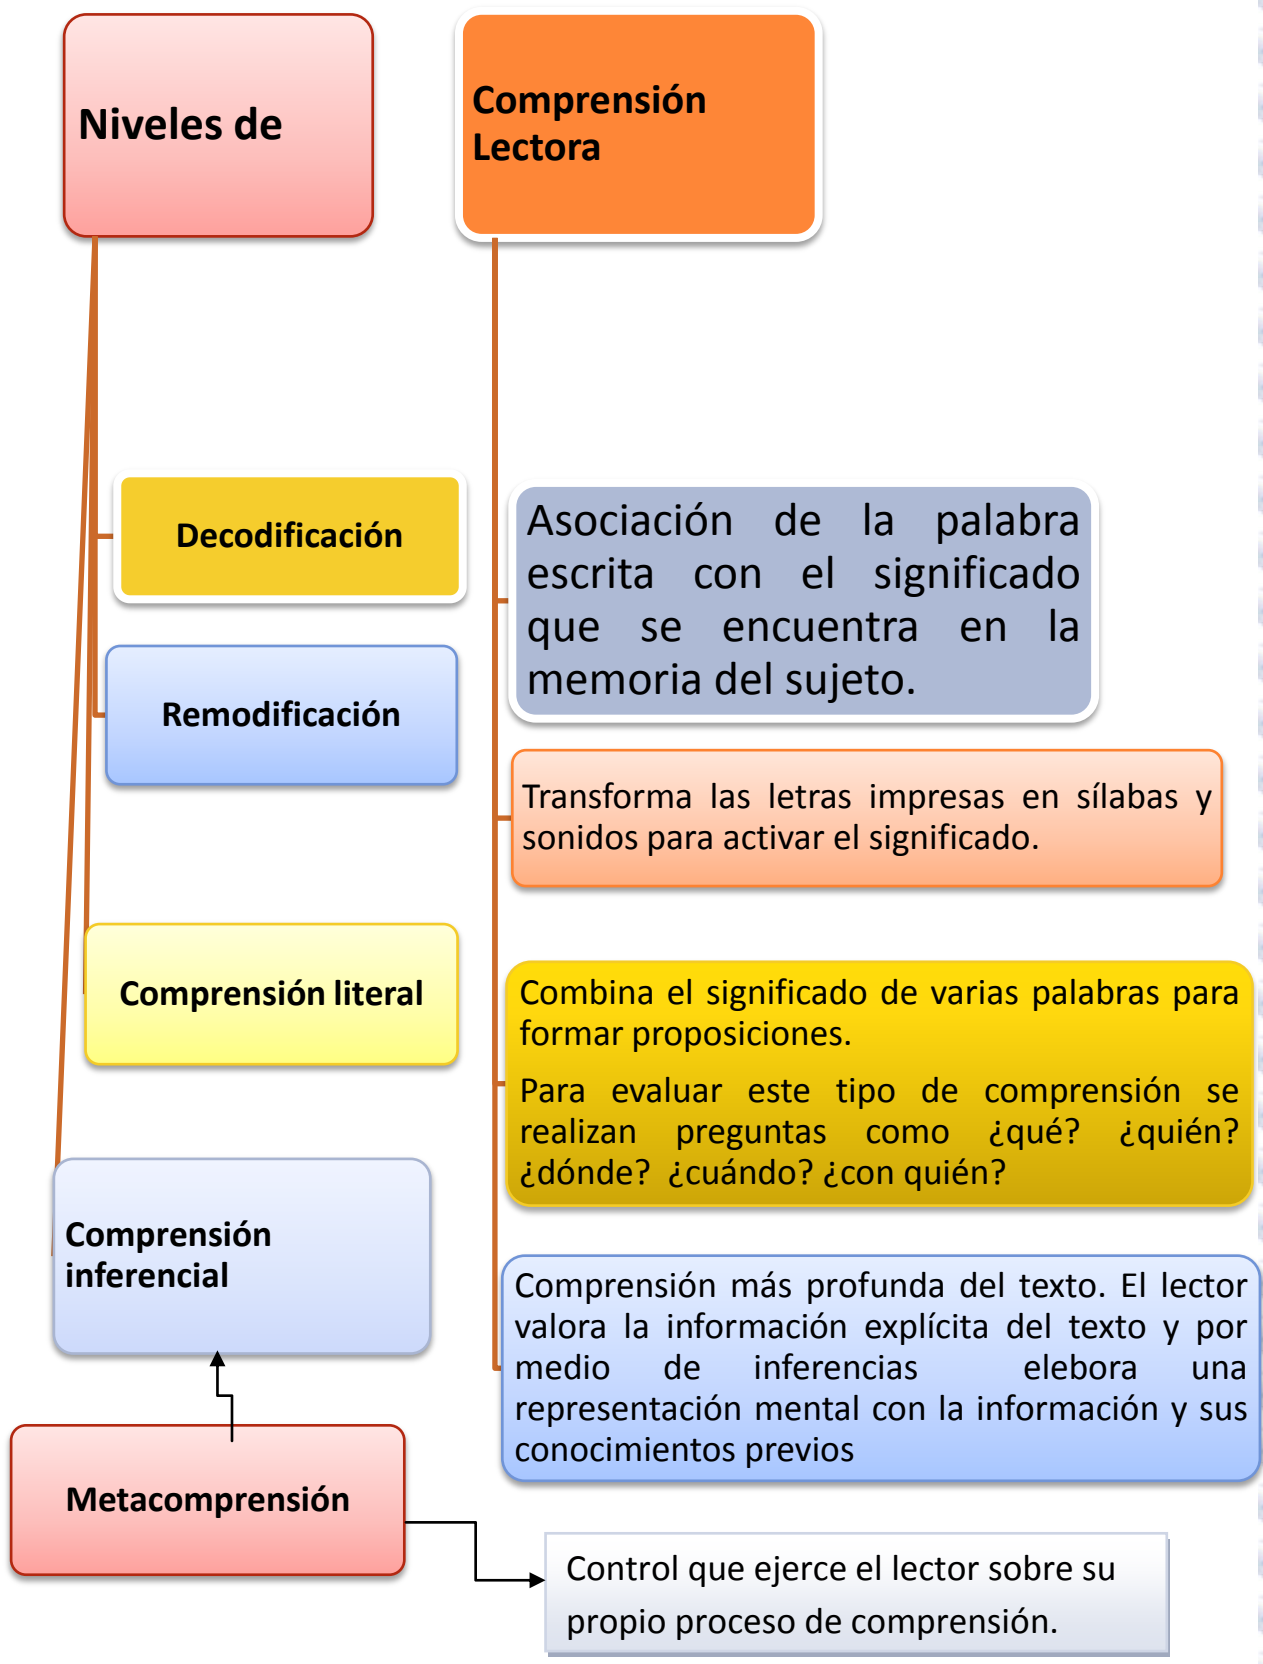 Niveles de
Comprensión
Lectora
Decodificación
Asociación de la palabra
escrita con el significado
que se encuentra en la
memoria del sujeto.
Remodificación
Transforma las letras impresas en sílabas y
sonidos para activar el significado.
Comprensión literal
Combina el significado de varias palabras para
formar proposiciones.
Para evaluar este tipo de comprensión se
realizan preguntas como ¿qué? ¿quién?
¿dónde? ¿cuándo? ¿con quién?
Comprensión
inferencial
Comprensión más profunda del texto. El lector
valora la información explícita del texto y por
medio de inferencias elebora una
representación mental con la información y sus
conocimientos previos
Metacomprensión
Control que ejerce el lector sobre su
propio proceso de comprensión.